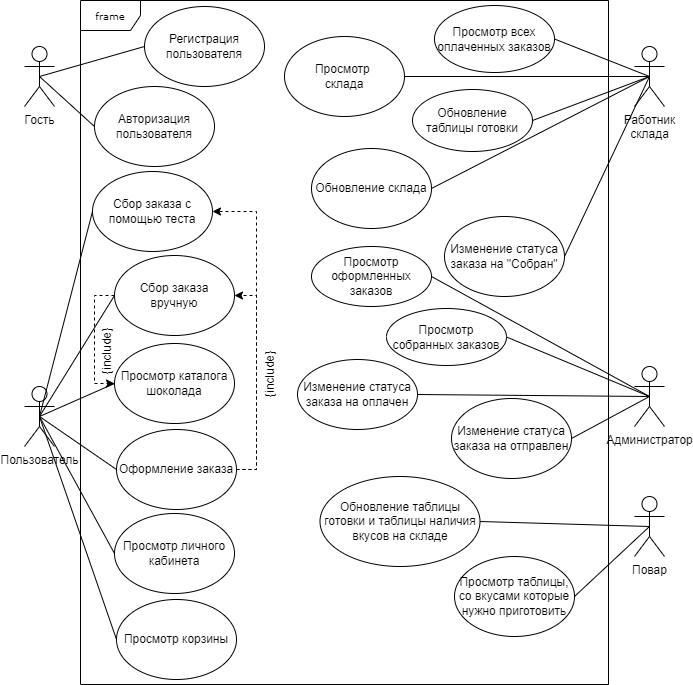 frame
Регистрация
пользователя
Гость
Авторизация
пользователя
Просмотр всех
оплаченных заказов
Просмотр
склада
Обновление
таблицы готовки
Работник
склада
Обновление склада
Изменение статуса
заказа на "Собран"
Сбор заказа с
помощью теста
Сбор заказа
вручную
{include}
{include}
Просмотр каталога
шоколада
Оформление заказа
Просмотр личного
кабинета
Просмотр корзины
Пользователь
Просмотр
оформленных
заказов
Просмотр
собранных заказов
Изменение статуса
заказа на оплачен
Изменение статуса
заказа на отправлен
Администратор
Обновление таблицы
готовки и таблицы наличия
вкусов на складе
Просмотр таблицы,
со вкусами которые
нужно приготовить
Повар